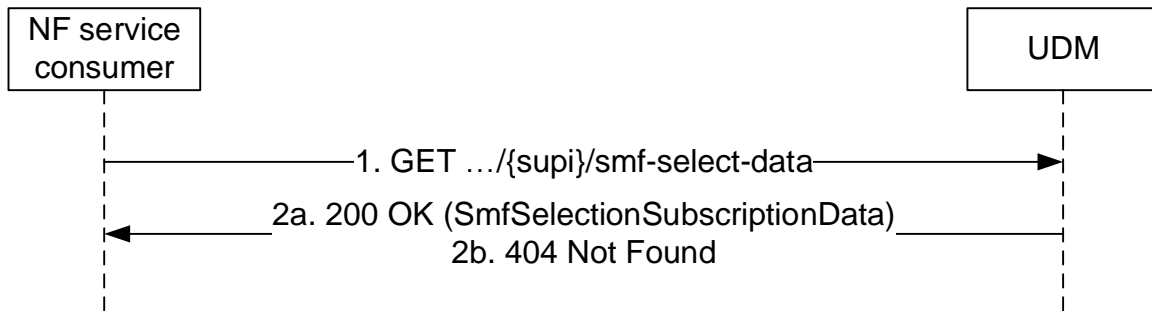 NF service
consumer
UDM
1. GET …/{supi}/smf-select-data
2a. 200 OK (SmfSelectionSubscriptionData)
2b. 404 Not Found